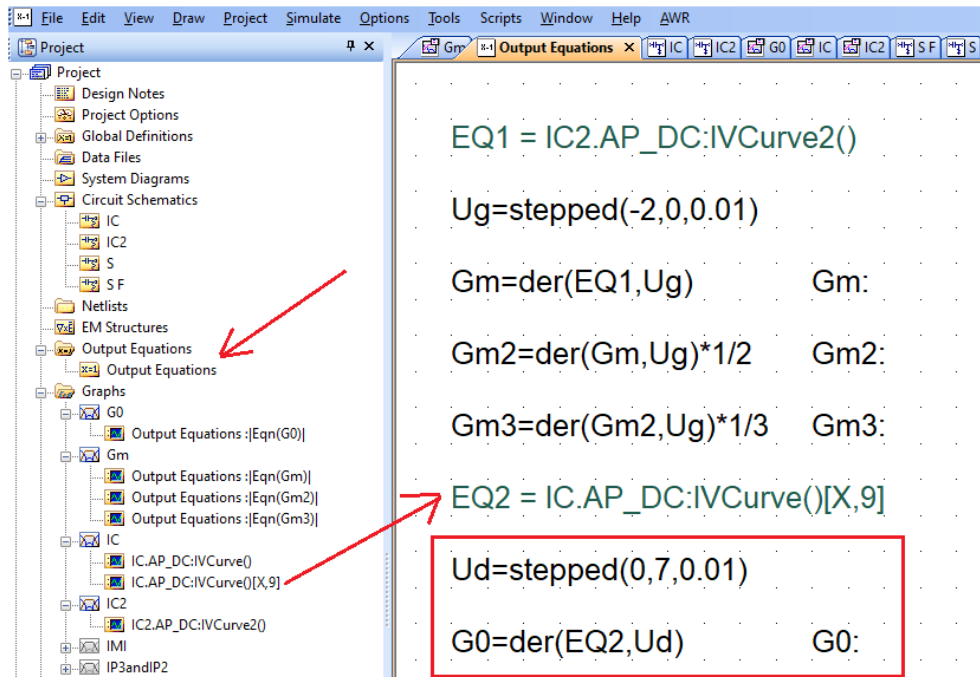 File Edit View Draw Project Simulate Options Tools Scripts Window Help AWR
Project
Gm Output Equations × IC IC2 G0 IC IC2 S F S
Project
Design Notes
Project Options
Global Definitions
Data Files
System Diagrams
Circuit Schematics
IC
IC2
S
S F
Netlists
EM Structures
Output Equations
Output Equations
Graphs
G0
Output Equations :|Eqn(G0)|
Gm
Output Equations :|Eqn(Gm)|
Output Equations :|Eqn(Gm2)|
Output Equations :|Eqn(Gm3)|
IC
IC.AP_DC:IVCurve()
IC.AP_DC:IVCurve()[X,9]
IC2
IC2.AP_DC:IVCurve2()
IMI
IP3andIP2
EQ1 = IC2.AP_DC:IVCurve2()
Ug=stepped(-2,0,0.01)
Gm=der(EQ1,Ug) Gm:
Gm2=der(Gm,Ug)*1/2 Gm2:
Gm3=der(Gm2,Ug)*1/3 Gm3:
EQ2 = IC.AP_DC:IVCurve()[X,9]
Ud=stepped(0,7,0.01)
G0=der(EQ2,Ud) G0: